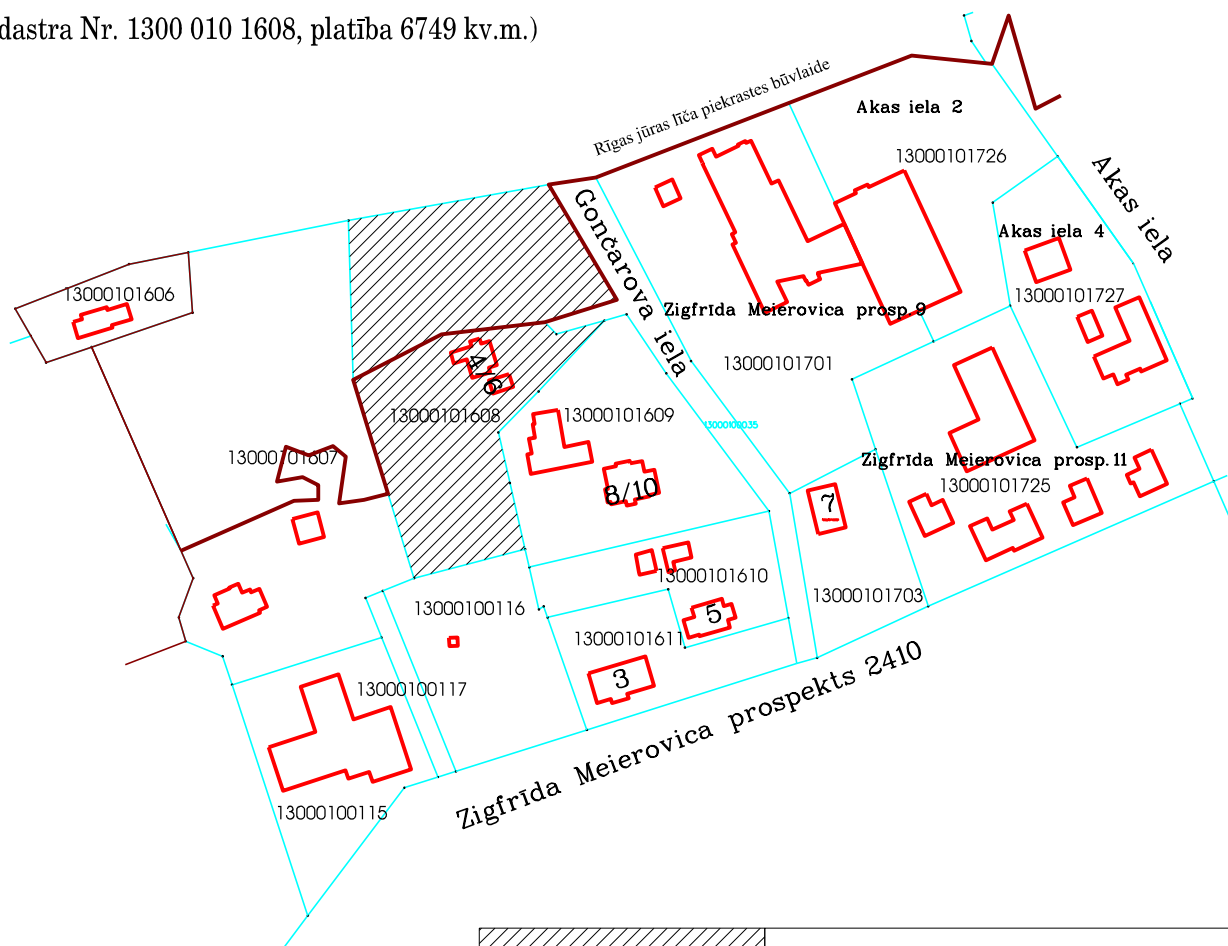 dastra Nr. 1300 010 1608, platība 6749 kv.m.)
Rīgas jūras līča piekrastes būvlaide
Akas iela 2
13000101726
Akas iela
Gončarova iela
Akas iela 4
13000101606
13000101727
Zigfrīda Meierovica prosp.9
13000101701
4/6
13000101608
13000101609
13000100035
13000101607
Zigfrīda Meierovica prosp.11
13000101725
8/10
7
13000101610
13000101703
13000100116
5
13000101611
3
13000100117
Zigfrīda Meierovica prospekts 2410
13000100115